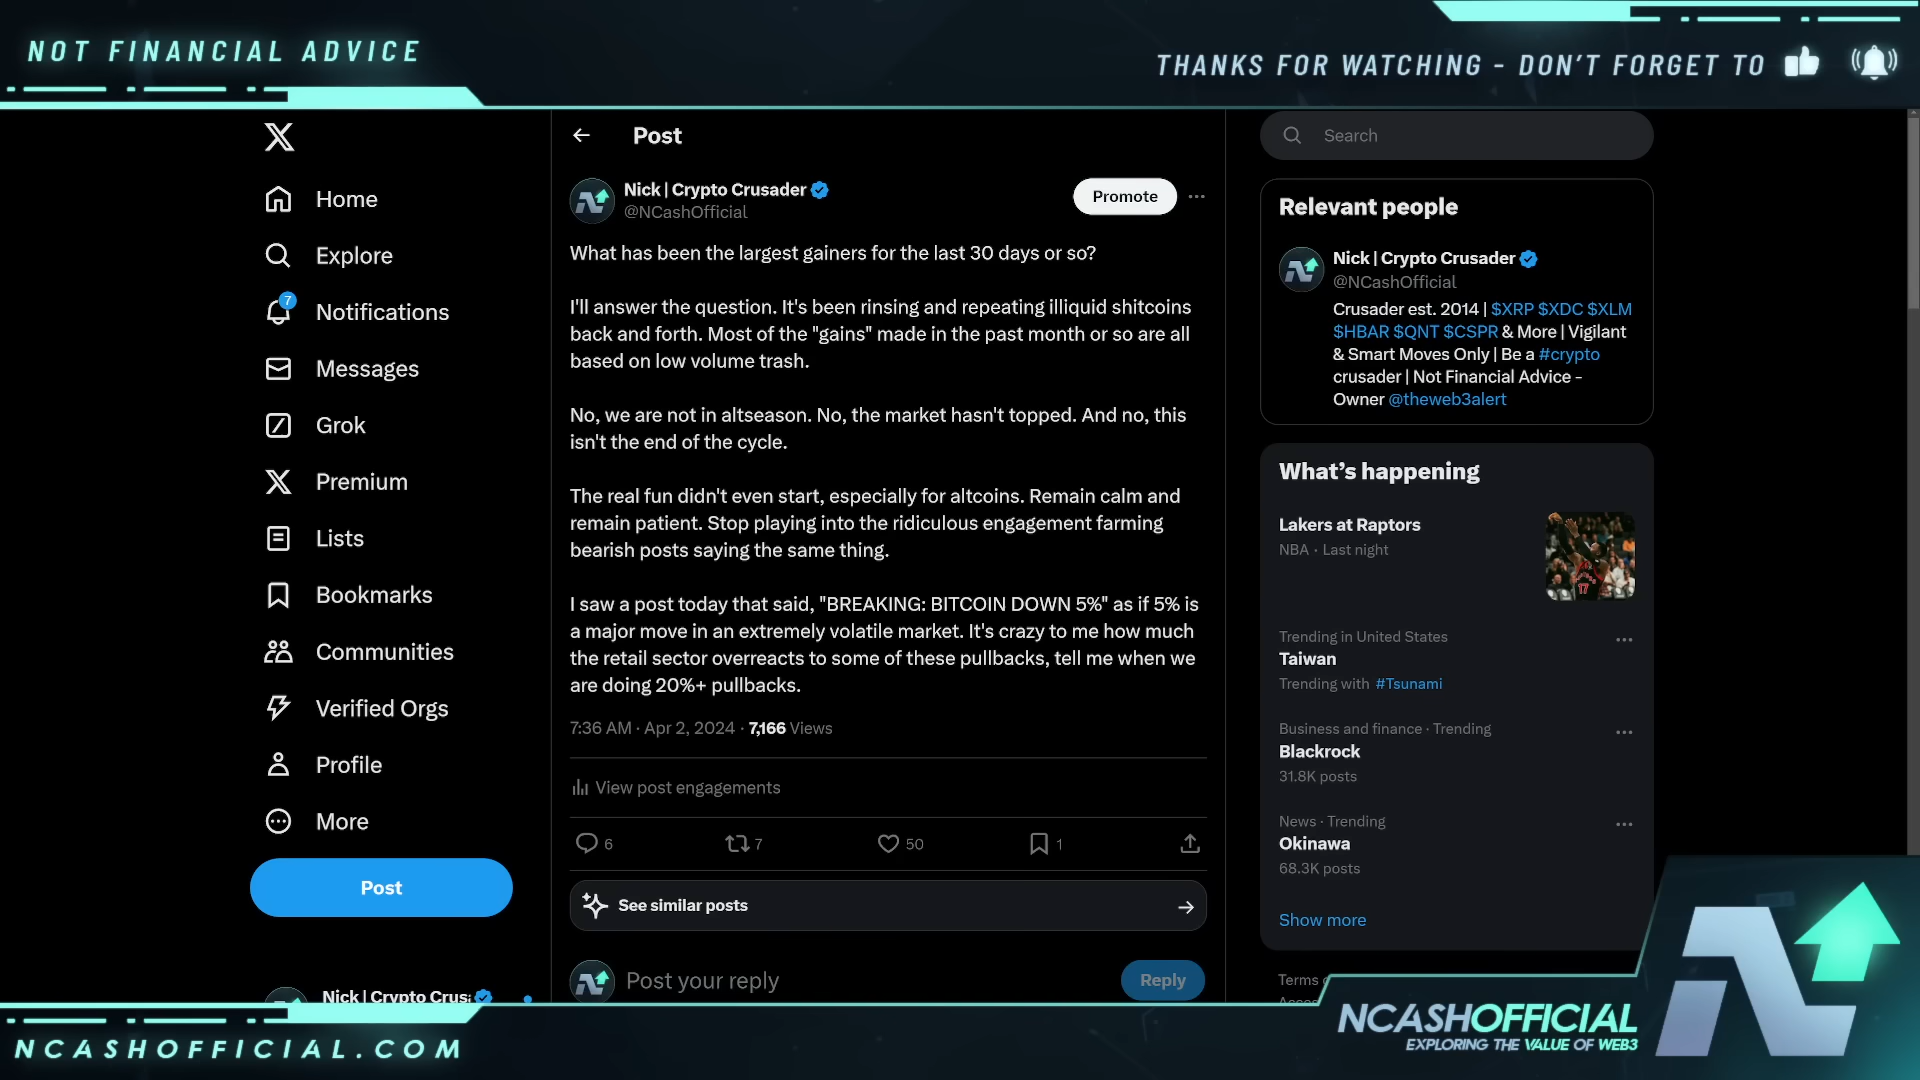 NOT FINANCIAL ADVICE
THANKS FOR WATCHING - DON'T FORGET TO
Post
Search
Nick | Crypto Crusader
@NCashOfficial
Promote
Relevant people
Home
Explore
7
Notifications
Messages
Grok
Premium
Lists
Bookmarks
Communities
Verified Orgs
Profile
More
Post
Nick | Crypto Crus
What has been the largest gainers for the last 30 days or so?
I'll answer the question. It's been rinsing and repeating illiquid shitcoins
back and forth. Most of the "gains" made in the past month or so are all
based on low volume trash.
No, we are not in altseason. No, the market hasn't topped. And no, this
isn't the end of the cycle.
The real fun didn't even start, especially for altcoins. Remain calm and
remain patient. Stop playing into the ridiculous engagement farming
bearish posts saying the same thing.
I saw a post today that said, "BREAKING: BITCOIN DOWN 5%" as if 5% is
a major move in an extremely volatile market. It's crazy to me how much
the retail sector overreacts to some of these pullbacks, tell me when we
are doing 20%+ pullbacks.
7:36 AM · Apr 2, 2024 · 7,166 Views
View post engagements
6 7 50 1
See similar posts
Post your reply
Reply
Nick | Crypto Crusader
@NCashOfficial
Crusader est. 2014 | $XRP $XDC $XLM
$HBAR $QNT $CSPR & More | Vigilant
& Smart Moves Only | Be a #crypto
crusader | Not Financial Advice -
Owner @theweb3alert
What's happening
Lakers at Raptors
NBA · Last night
17
Trending in United States
Taiwan
Trending with #Tsunami
Business and finance · Trending
Blackrock
31.8K posts
News · Trending
Okinawa
68.3K posts
Show more
Terms
NCASHOFFICIAL.COM
NCASHOFFICIAL
EXPLORING THE VALUE OF WEB3